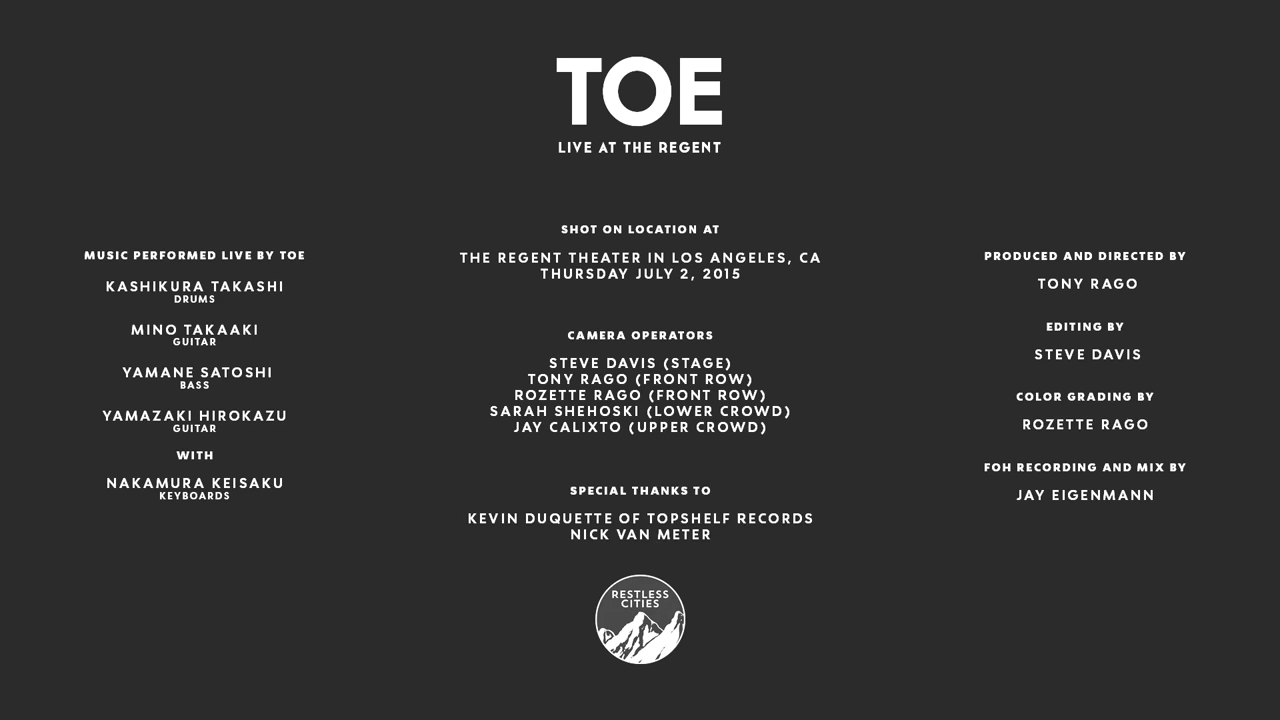 TOE
LIVE AT THE REGENT
MUSIC PERFORMED LIVE BY TOE
KASHIKURA TAKASHI
DRUMS
MINO TAKAAKI
GUITAR
YAMANE SATOSHI
BASS
YAMAZAKI HIROKAZU
GUITAR
WITH
NAKAMURA KEISAKU
KEYBOARDS
SHOT ON LOCATION AT
THE REGENT THEATER IN LOS ANGELES, CA
THURSDAY JULY 2, 2015
CAMERA OPERATORS
STEVE DAVIS (STAGE)
TONY RAGO (FRONT ROW)
ROZETTE RAGO (FRONT ROW)
SARAH SHEHOSKI (LOWER CROWD)
JAY CALIXTO (UPPER CROWD)
SPECIAL THANKS TO
KEVIN DUQUETTE OF TOPSHELF RECORDS
NICK VAN METER
RESTLESS
CITIES
PRODUCED AND DIRECTED BY
TONY RAGO
EDITING BY
STEVE DAVIS
COLOR GRADING BY
ROZETTE RAGO
FOH RECORDING AND MIX BY
JAY EIGENMANN